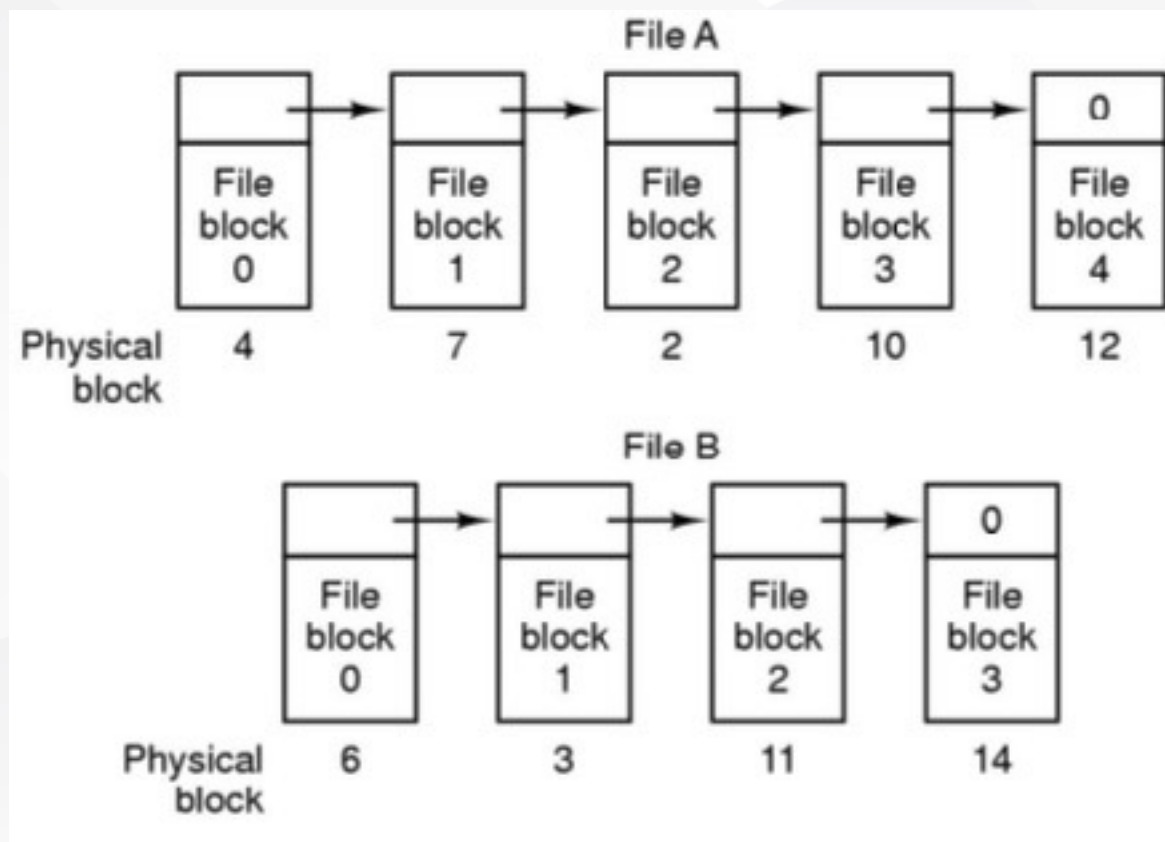 File A
0
File File File File File
block block block block block
0 1 2 3 4
Physical 4 7 2 10 12
block
File B
0
File File File File
block block block block
0 1 2 3
Physical 6 3 11 14
block